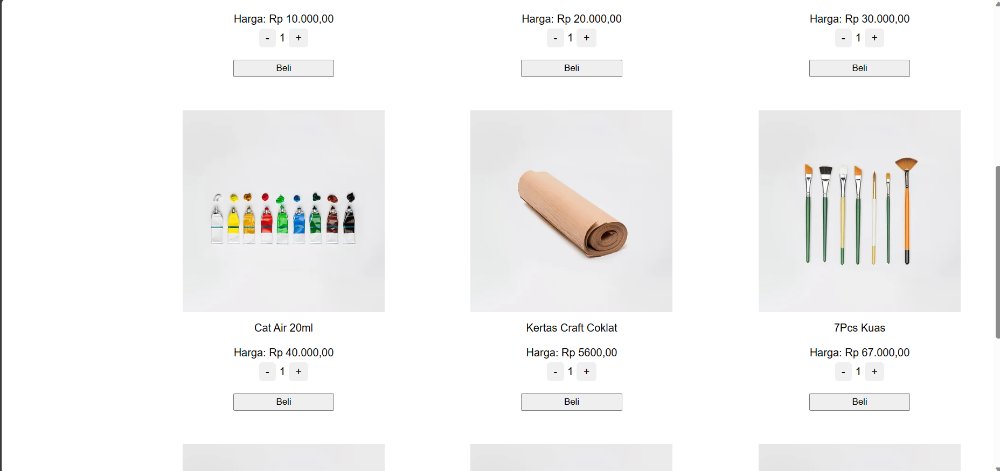 Harga: Rp 10.000,00
- 1 +
Beli
Harga: Rp 20.000,00
- 1 +
Beli
Harga: Rp 30.000,00
- 1 +
Beli
Cat Air 20ml
Harga: Rp 40.000,00
- 1 +
Beli
Kertas Craft Coklat
Harga: Rp 5600,00
- 1 +
Beli
7Pcs Kuas
Harga: Rp 67.000,00
- 1 +
Beli